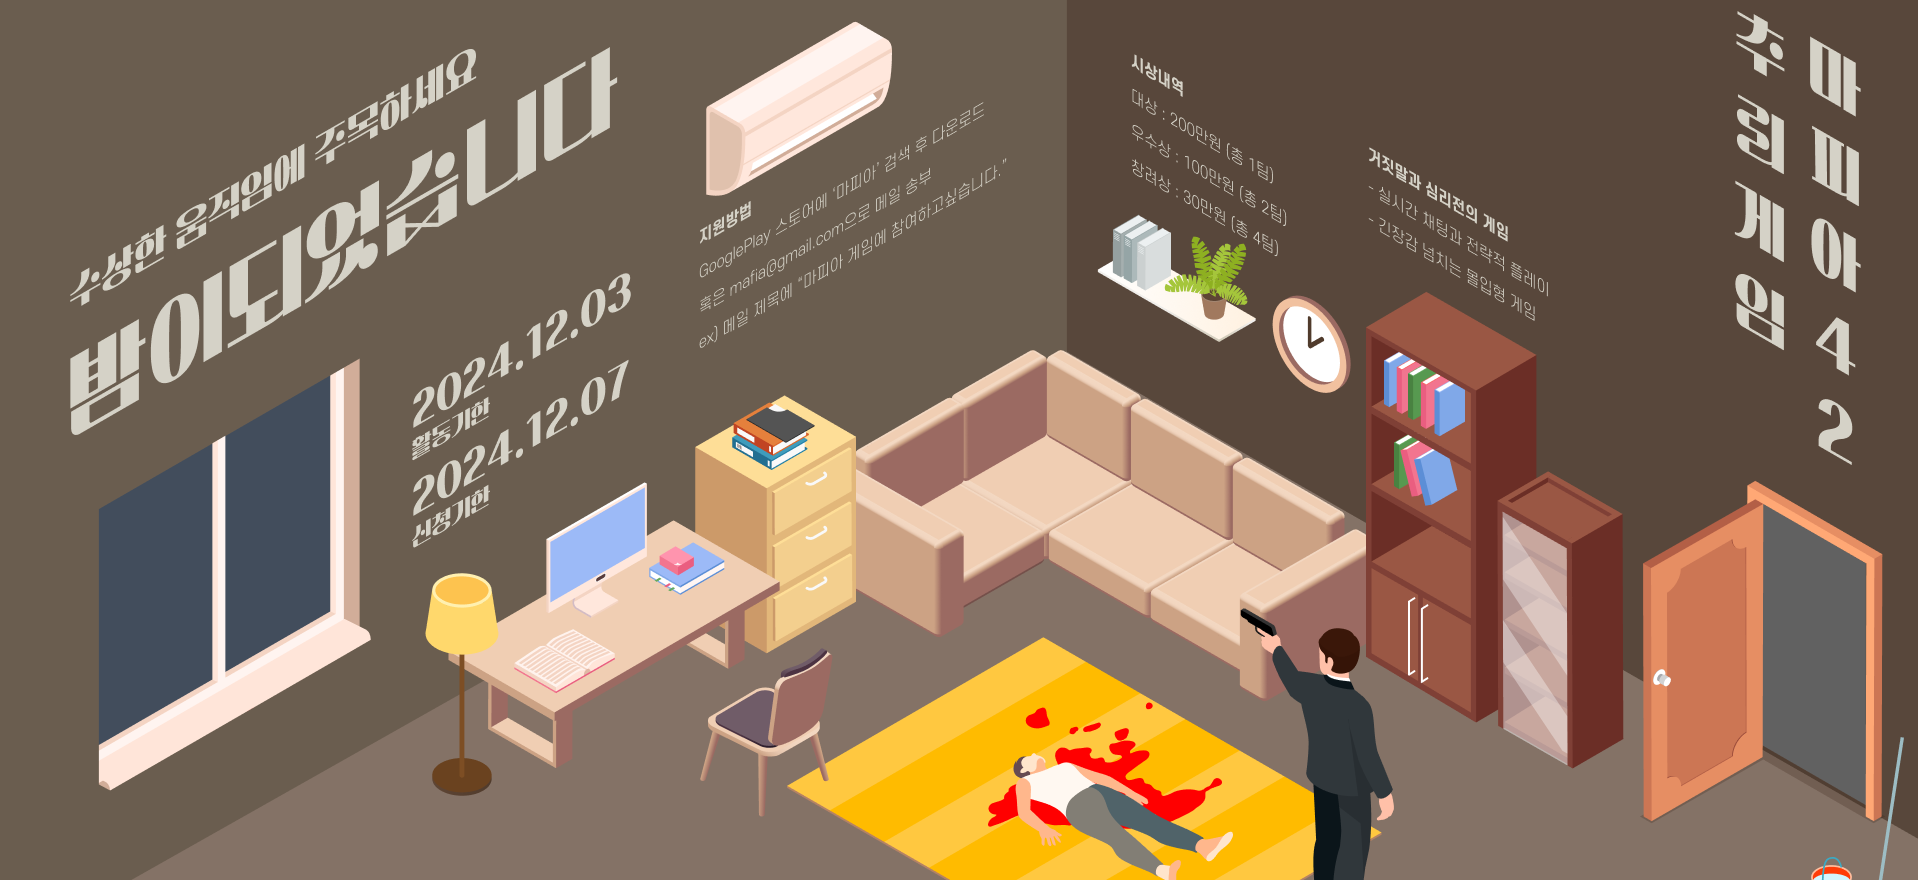 수상한 움직임에 주목하세요
밤이되었습니다
2024.12.03
활동기한
2024.12.07
신청기한
지원방법
GooglePlay 스토어에 '마피아' 검색 후 다운로드
혹은 mafia@gmail.com으로 메일 송부
ex) 메일 제목에 "마피아 게임에 참여하고싶습니다."
시상내역
대상 : 200만원 (총 1팀)
우수상 : 100만원 (총 2팀)
창려상 : 30만원 (총 4팀)
거짓말과 심리전의 게임
- 실시간 채팅과 전략적 플레이
- 긴장감 넘치는 몰입형 게임
마피아42
추리게임